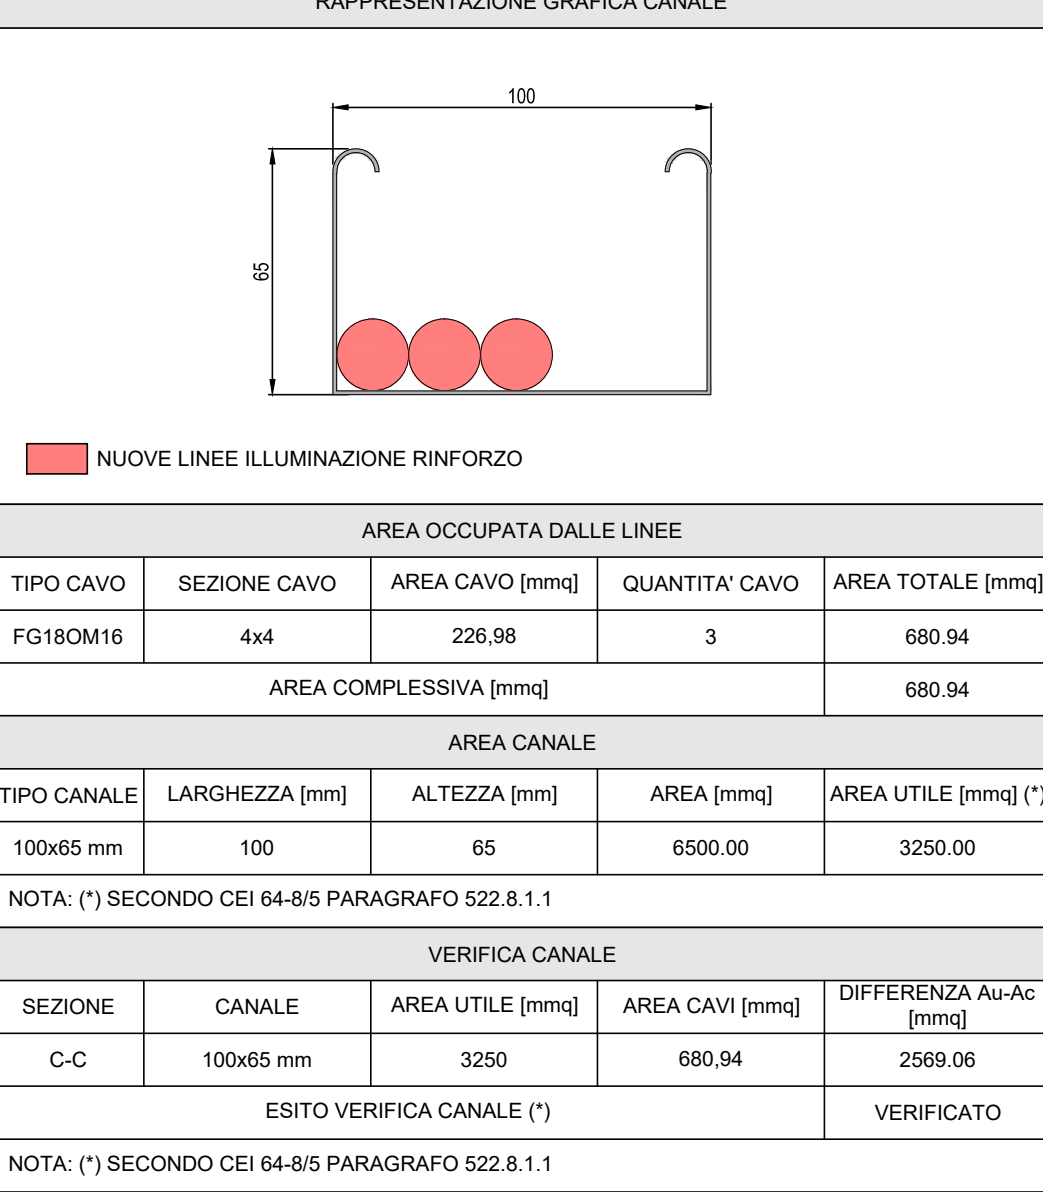 RAPPRESENTAZIONE GRAFICA CANALE
100
65
NUOVE LINEE ILLUMINAZIONE RINFORZO
AREA OCCUPATA DALLE LINEE
TIPO CAVO SEZIONE CAVO AREA CAVO [mmq] QUANTITA' CAVO AREA TOTALE [mmq]
FG18OM16 4x4 226,98 3 680.94
AREA COMPLESSIVA [mmq] 680.94
AREA CANALE
TIPO CANALE LARGHEZZA [mm] ALTEZZA [mm] AREA [mmq] AREA UTILE [mmq] (*)
100x65 mm 100 65 6500.00 3250.00
NOTA: (*) SECONDO CEI 64-8/5 PARAGRAFO 522.8.1.1
VERIFICA CANALE
SEZIONE CANALE AREA UTILE [mmq] AREA CAVI [mmq] DIFFERENZA Au-Ac
[mmq]
C-C 100x65 mm 3250 680,94 2569.06
ESITO VERIFICA CANALE (*) VERIFICATO
NOTA: (*) SECONDO CEI 64-8/5 PARAGRAFO 522.8.1.1